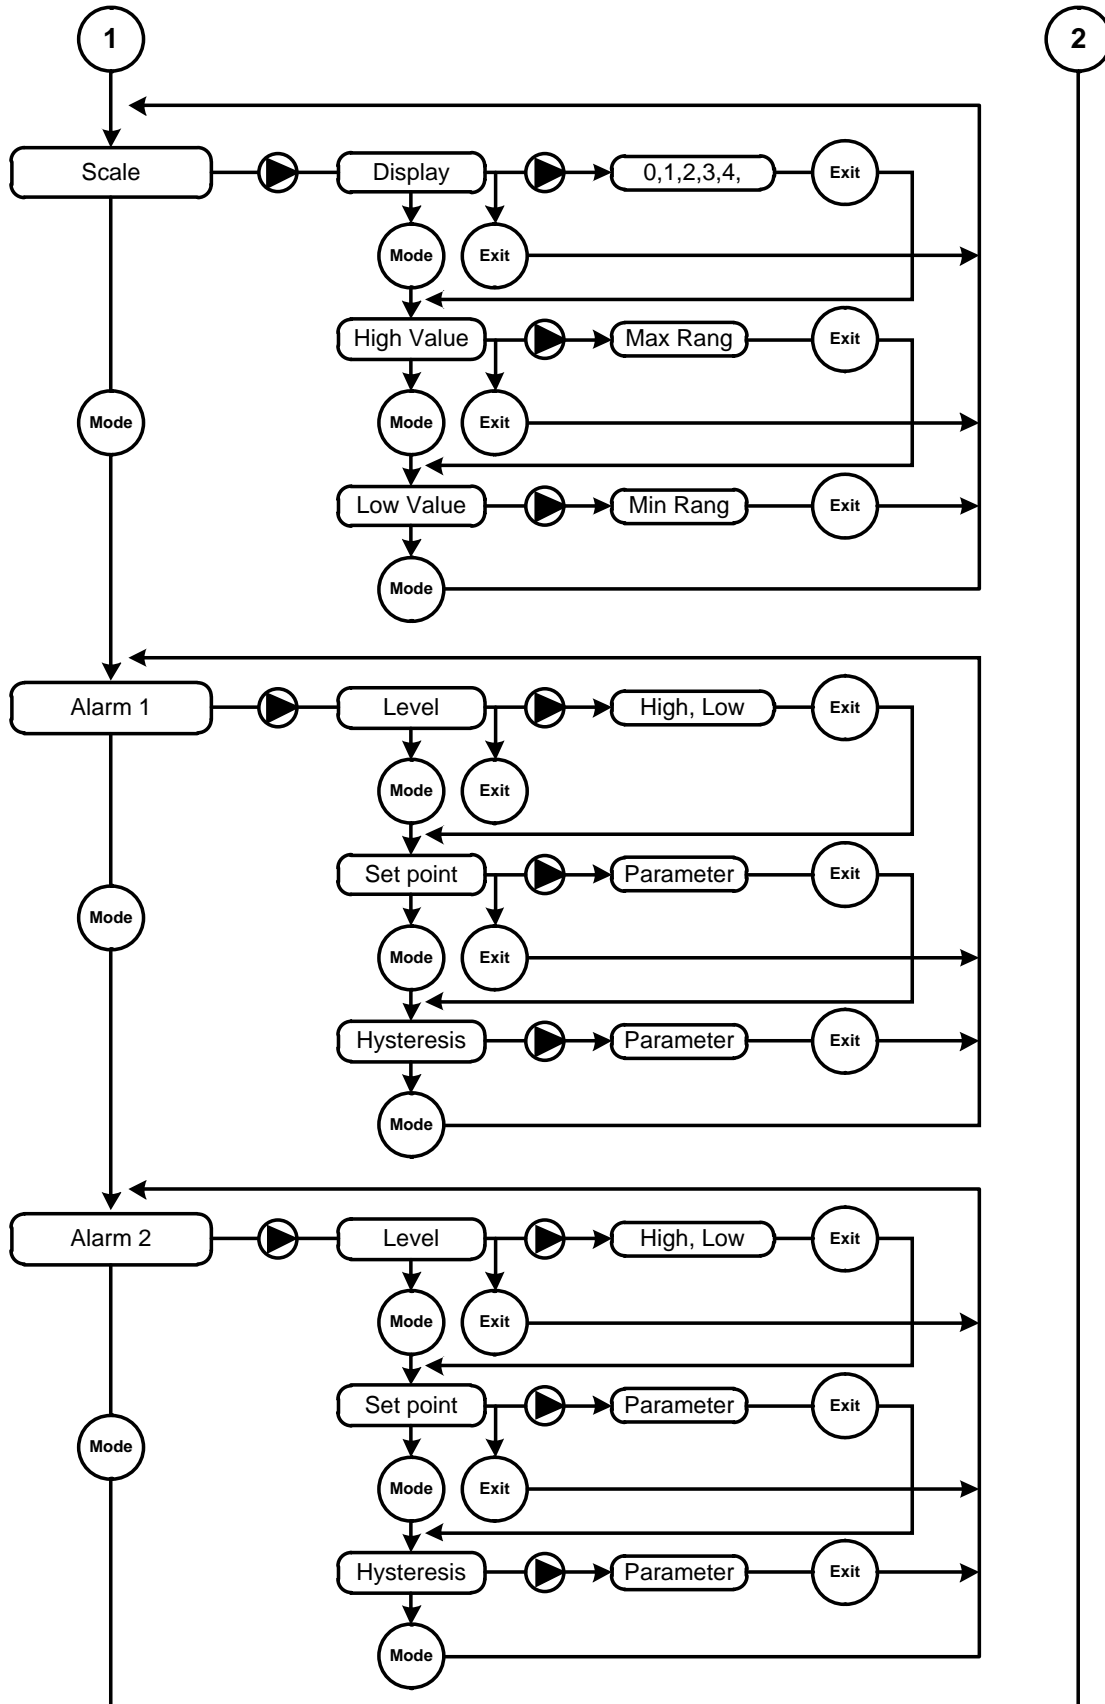 1
2
Scale
Display
0,1,2,3,4,
Exit
Mode
Exit
High Value
Max Rang
Exit
Mode
Mode
Exit
Low Value
Min Rang
Exit
Mode
Alarm 1
Level
High, Low
Exit
Mode
Exit
Set point
Parameter
Exit
Mode
Mode
Exit
Hysteresis
Parameter
Exit
Mode
Alarm 2
Level
High, Low
Exit
Mode
Exit
Set point
Parameter
Exit
Mode
Mode
Exit
Hysteresis
Parameter
Exit
Mode